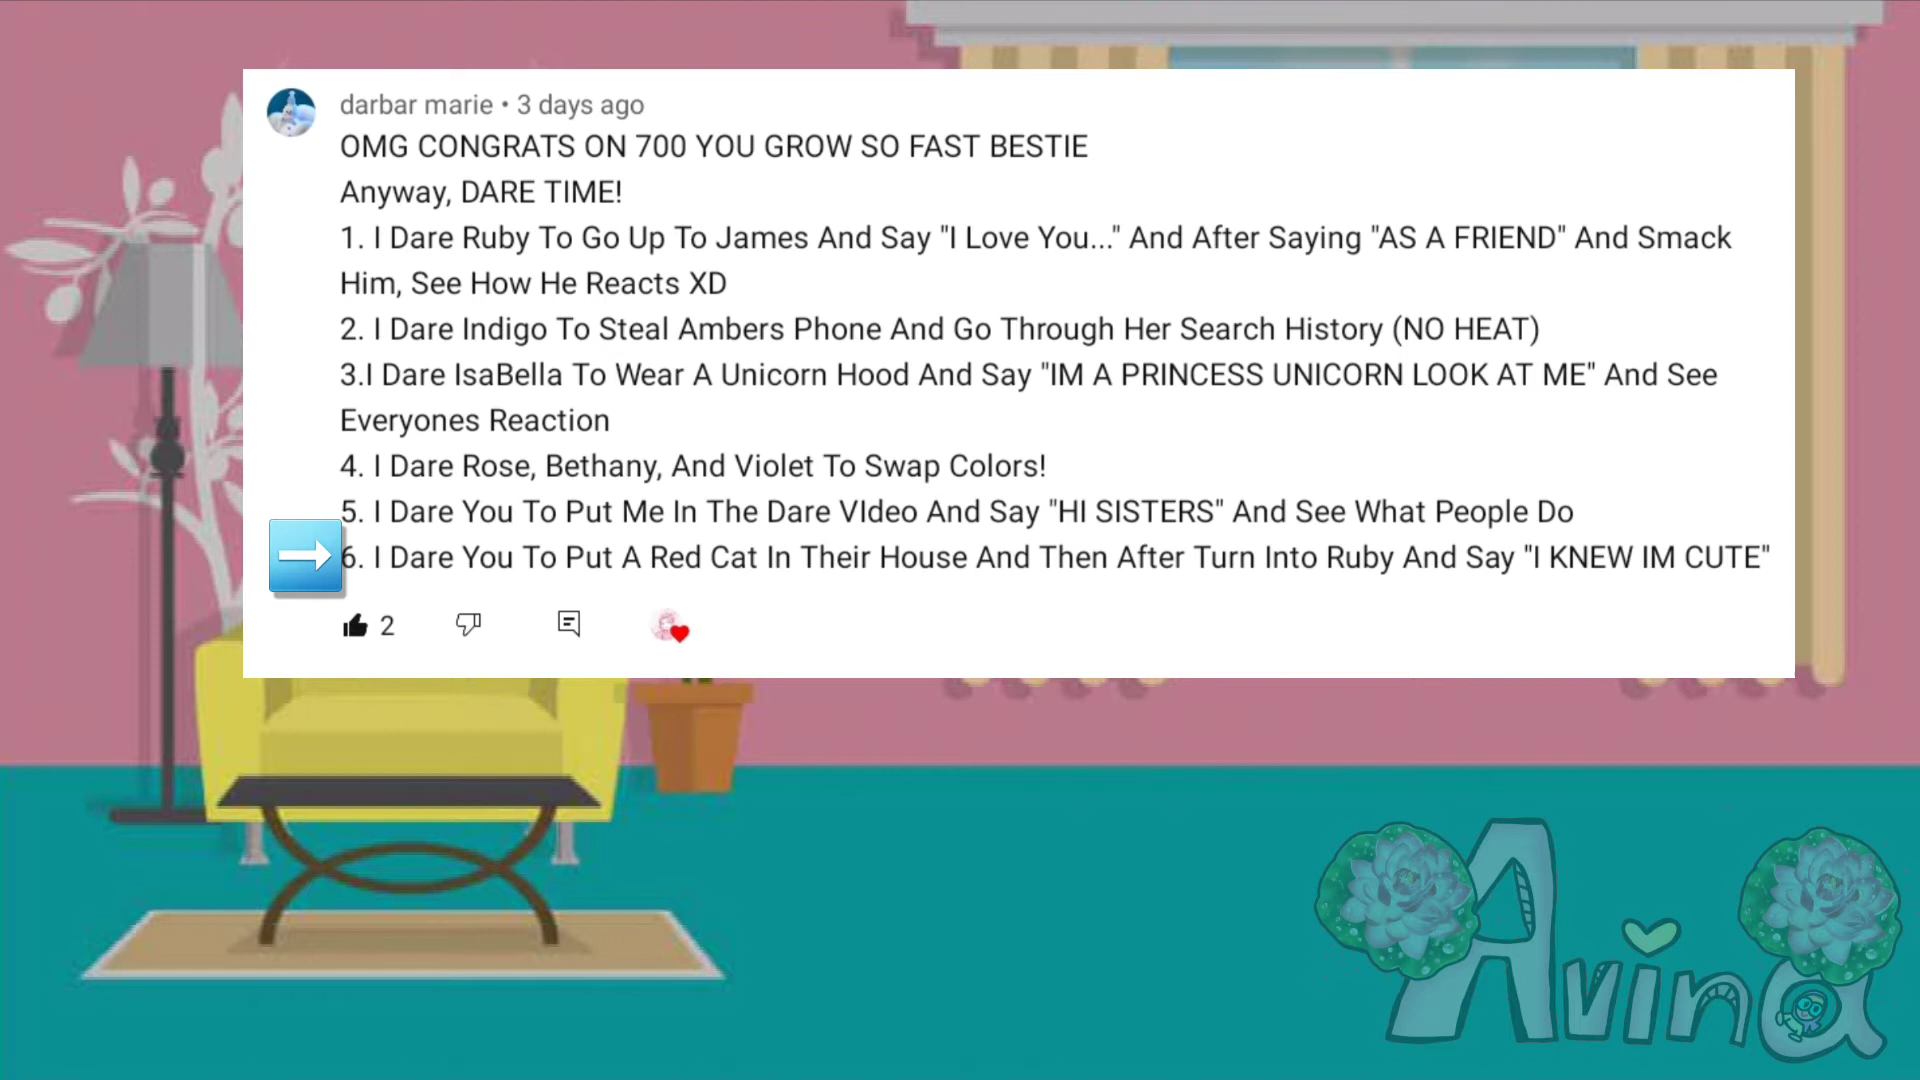 darbar marie • 3 days ago
OMG CONGRATS ON 700 YOU GROW SO FAST BESTIE
Anyway, DARE TIME!
1. I Dare Ruby To Go Up To James And Say "I Love You..." And After Saying "AS A FRIEND" And Smack
Him, See How He Reacts XD
2. I Dare Indigo To Steal Ambers Phone And Go Through Her Search History (NO HEAT)
3.I Dare IsaBella To Wear A Unicorn Hood And Say "IM A PRINCESS UNICORN LOOK AT ME" And See
Everyones Reaction
4. I Dare Rose, Bethany, And Violet To Swap Colors!
5. I Dare You To Put Me In The Dare VIdeo And Say "HI SISTERS" And See What People Do
6. I Dare You To Put A Red Cat In Their House And Then After Turn Into Ruby And Say "I KNEW IM CUTE"
2
Avina